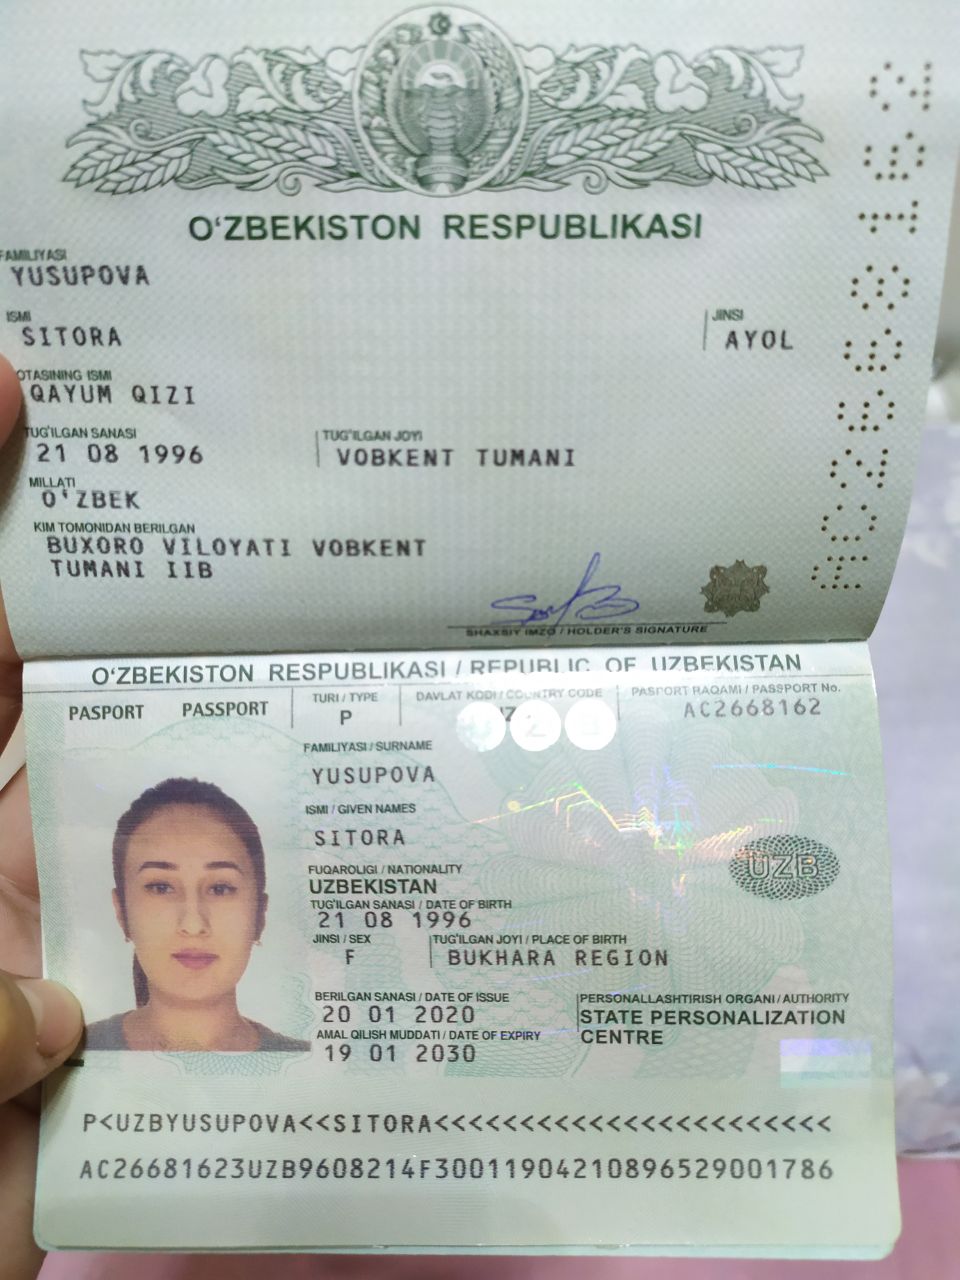 O‘ZBEKISTON RESPUBLIKASI
FAMILIYASI
YUSUPOVA
ISMI
SITORA
JINSI
AYOL
OTASINING ISMI
QAYUM QIZI
TUG‘ILGAN SANASI
21 08 1996
TUG‘ILGAN JOYI
VOBKENT TUMANI
MILLATI
O‘ZBEK
KIM TOMONIDAN BERILGAN
BUXORO VILOYATI VOBKENT
TUMANI IIB
SHAXSIY IMZO / HOLDER'S SIGNATURE
AC2668162
O‘ZBEKISTON RESPUBLIKASI / REPUBLIC OF UZBEKISTAN
PASPORT PASSPORT
TURI / TYPE
P
DAVLAT KODI / COUNTRY CODE
PASPORT RAQAMI / PASSPORT No.
AC2668162
FAMILIYASI / SURNAME
YUSUPOVA
ISMI / GIVEN NAMES
SITORA
FUQAROLIGI / NATIONALITY
UZBEKISTAN
UZB
TUG‘ILGAN SANASI / DATE OF BIRTH
21 08 1996
JINSI / SEX
F
TUG‘ILGAN JOYI / PLACE OF BIRTH
BUKHARA REGION
BERILGAN SANASI / DATE OF ISSUE
20 01 2020
PERSONALLASHTIRISH ORGANI / AUTHORITY
STATE PERSONALIZATION
CENTRE
AMAL QILISH MUDDATI / DATE OF EXPIRY
19 01 2030
P<UZBYUSUPOVA<<SITORA<<<<<<<<<<<<<<<<<<<<<<<
AC26681623UZB9608214F30011904210896529001786